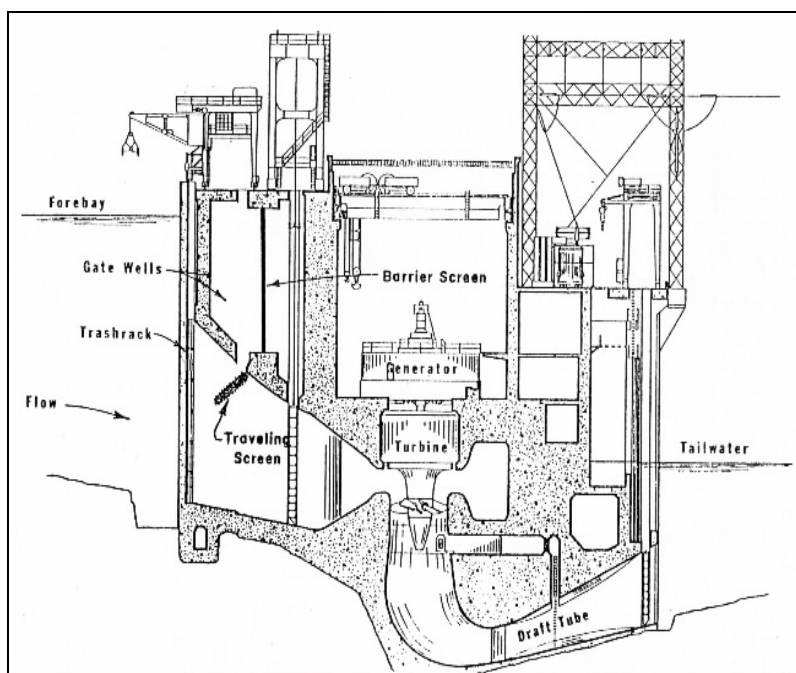 Forebay
Gate Wells
Barrier Screen
Trashrack
Generator
Flow
Traveling
Screen
Turbine
Tailwater
Draft Tube